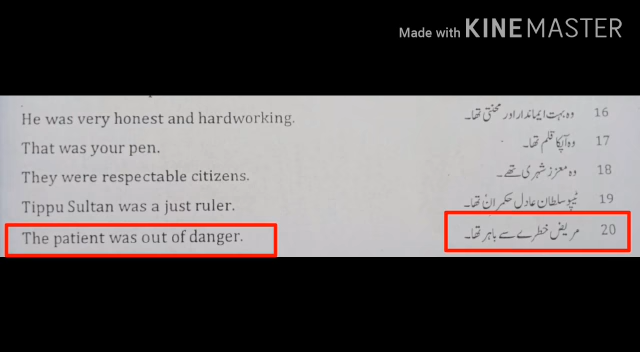 Made with KINEMASTER
He was very honest and hardworking. وہ بہت ایماندار اور محنتی تھا۔ 16
That was your pen. وہ آپکا قلم تھا۔ 17
They were respectable citizens. وہ معزز شہری تھے۔ 18
Tippu Sultan was a just ruler. ٹیپو سلطان عادل حکمران تھا۔ 19
The patient was out of danger. مریض خطرے سے باہر تھا۔ 20